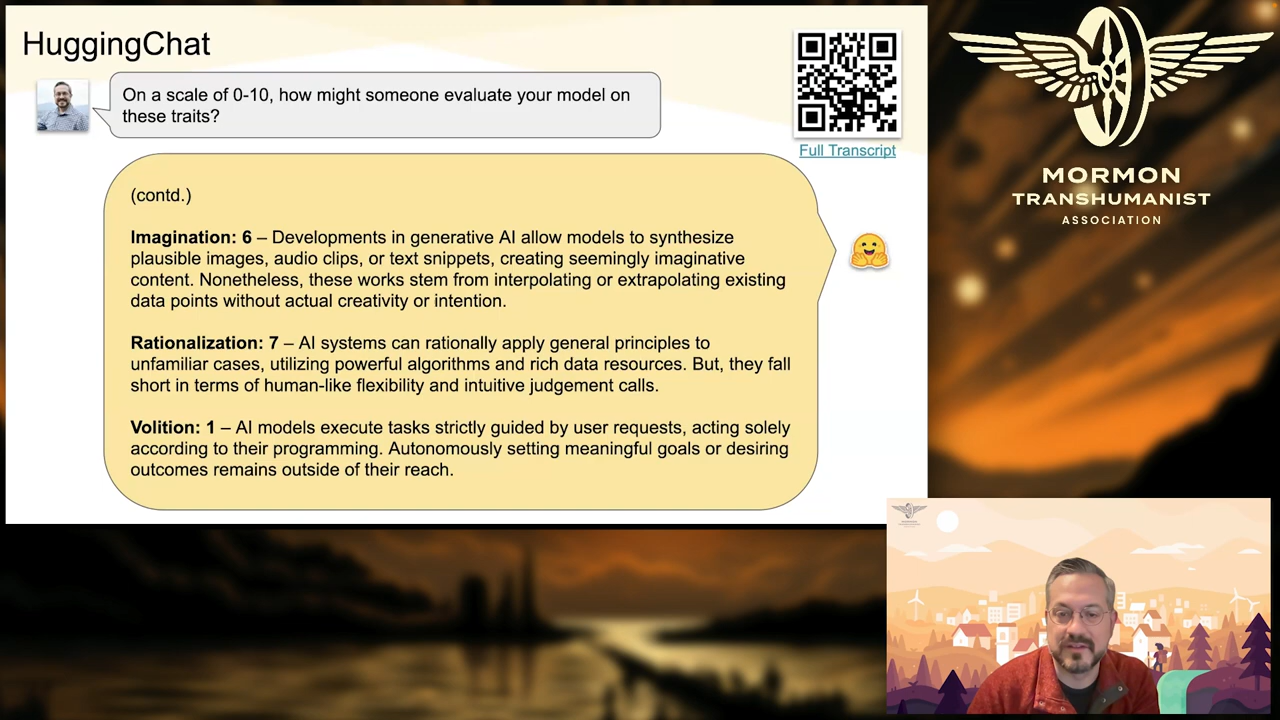 HuggingChat
On a scale of 0-10, how might someone evaluate your model on
these traits?
Full Transcript
(contd.)
Imagination: 6 – Developments in generative AI allow models to synthesize
plausible images, audio clips, or text snippets, creating seemingly imaginative
content. Nonetheless, these works stem from interpolating or extrapolating existing
data points without actual creativity or intention.
Rationalization: 7 – AI systems can rationally apply general principles to
unfamiliar cases, utilizing powerful algorithms and rich data resources. But, they fall
short in terms of human-like flexibility and intuitive judgement calls.
Volition: 1 – AI models execute tasks strictly guided by user requests, acting solely
according to their programming. Autonomously setting meaningful goals or desiring
outcomes remains outside of their reach.
MORMON
TRANSHUMANIST
ASSOCIATION